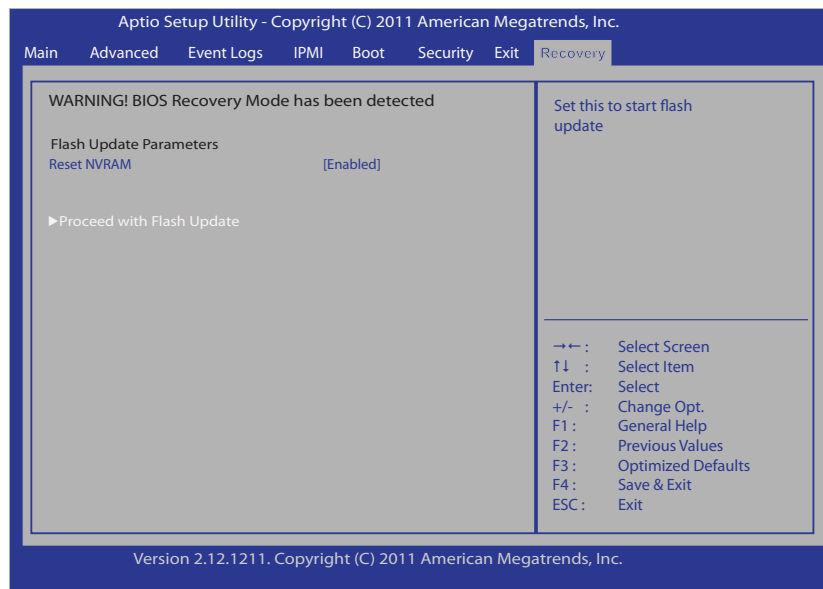 Aptio Setup Utility - Copyright (C) 2011 American Megatrends, Inc.
Main Advanced Event Logs IPMI Boot Security Exit Recovery
WARNING! BIOS Recovery Mode has been detected
Flash Update Parameters
Reset NVRAM [Enabled]
▶Proceed with Flash Update
Set this to start flash
update
→← : Select Screen
↑↓ : Select Item
Enter: Select
+/- : Change Opt.
F1 : General Help
F2 : Previous Values
F3 : Optimized Defaults
F4 : Save & Exit
ESC : Exit
Version 2.12.1211. Copyright (C) 2011 American Megatrends, Inc.